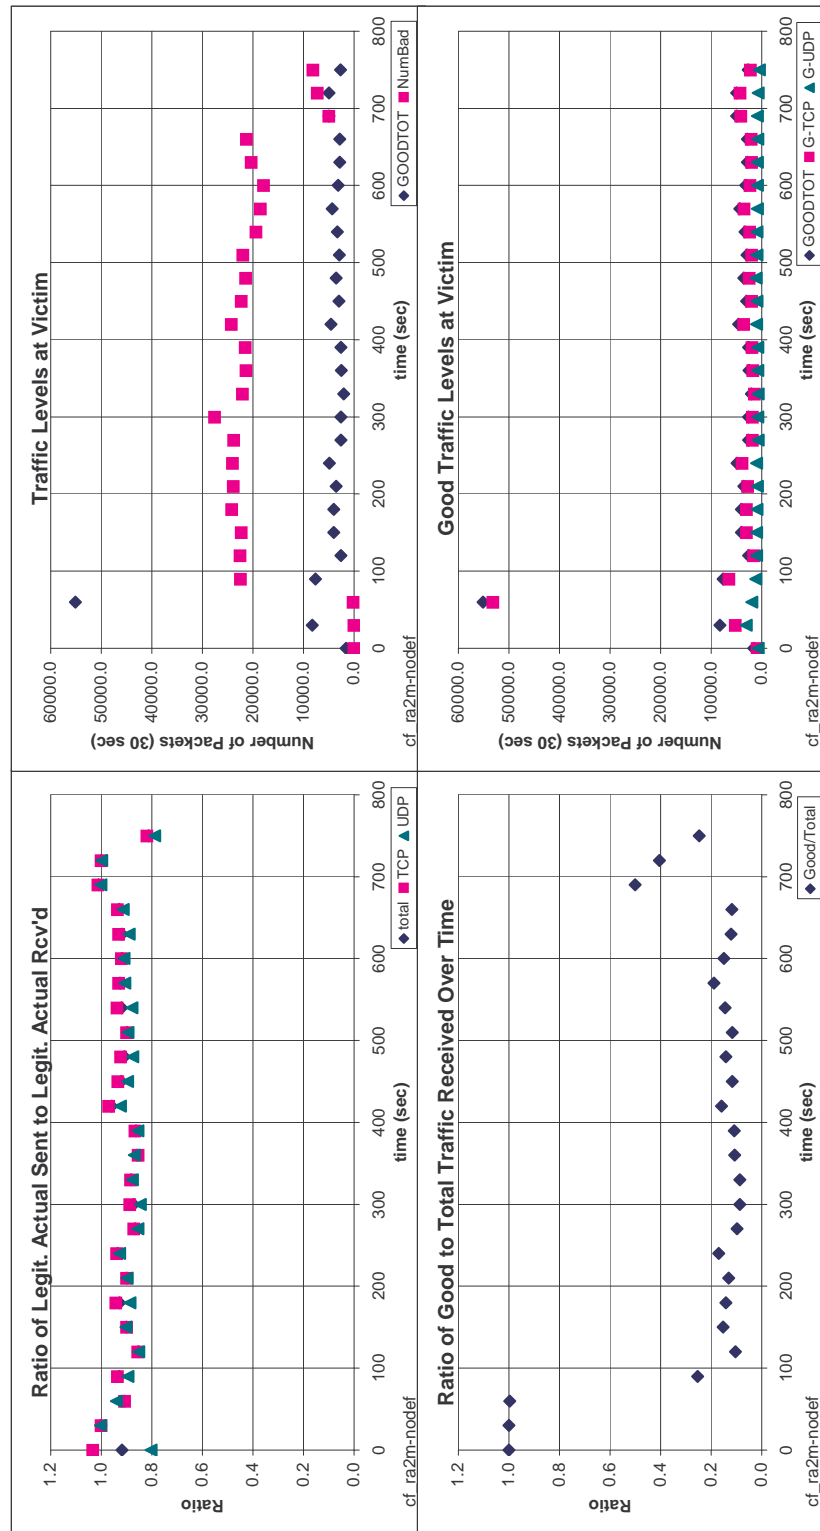 Ratio of Legit. Actual Sent to Legit. Actual Rcv'd
1.2
1.0
0.8
0.6
0.4
0.2
0.0
Ratio
0 100 200 300 400 500 600 700 800
time (sec)
cf_ra2m-nodef
total TCP UDP
Traffic Levels at Victim
60000.0
50000.0
40000.0
30000.0
20000.0
10000.0
0.0
Number of Packets (30 sec)
0 100 200 300 400 500 600 700 800
time (sec)
cf_ra2m-nodef
GOODTOT NumBad
Ratio of Good to Total Traffic Received Over Time
1.2
1.0
0.8
0.6
0.4
0.2
0.0
Ratio
0 100 200 300 400 500 600 700 800
time (sec)
cf_ra2m-nodef
Good/Total
Good Traffic Levels at Victim
60000.0
50000.0
40000.0
30000.0
20000.0
10000.0
0.0
Number of Packets (30 sec)
0 100 200 300 400 500 600 700 800
time (sec)
cf_ra2m-nodef
GOODTOT G-TCP G-UDP